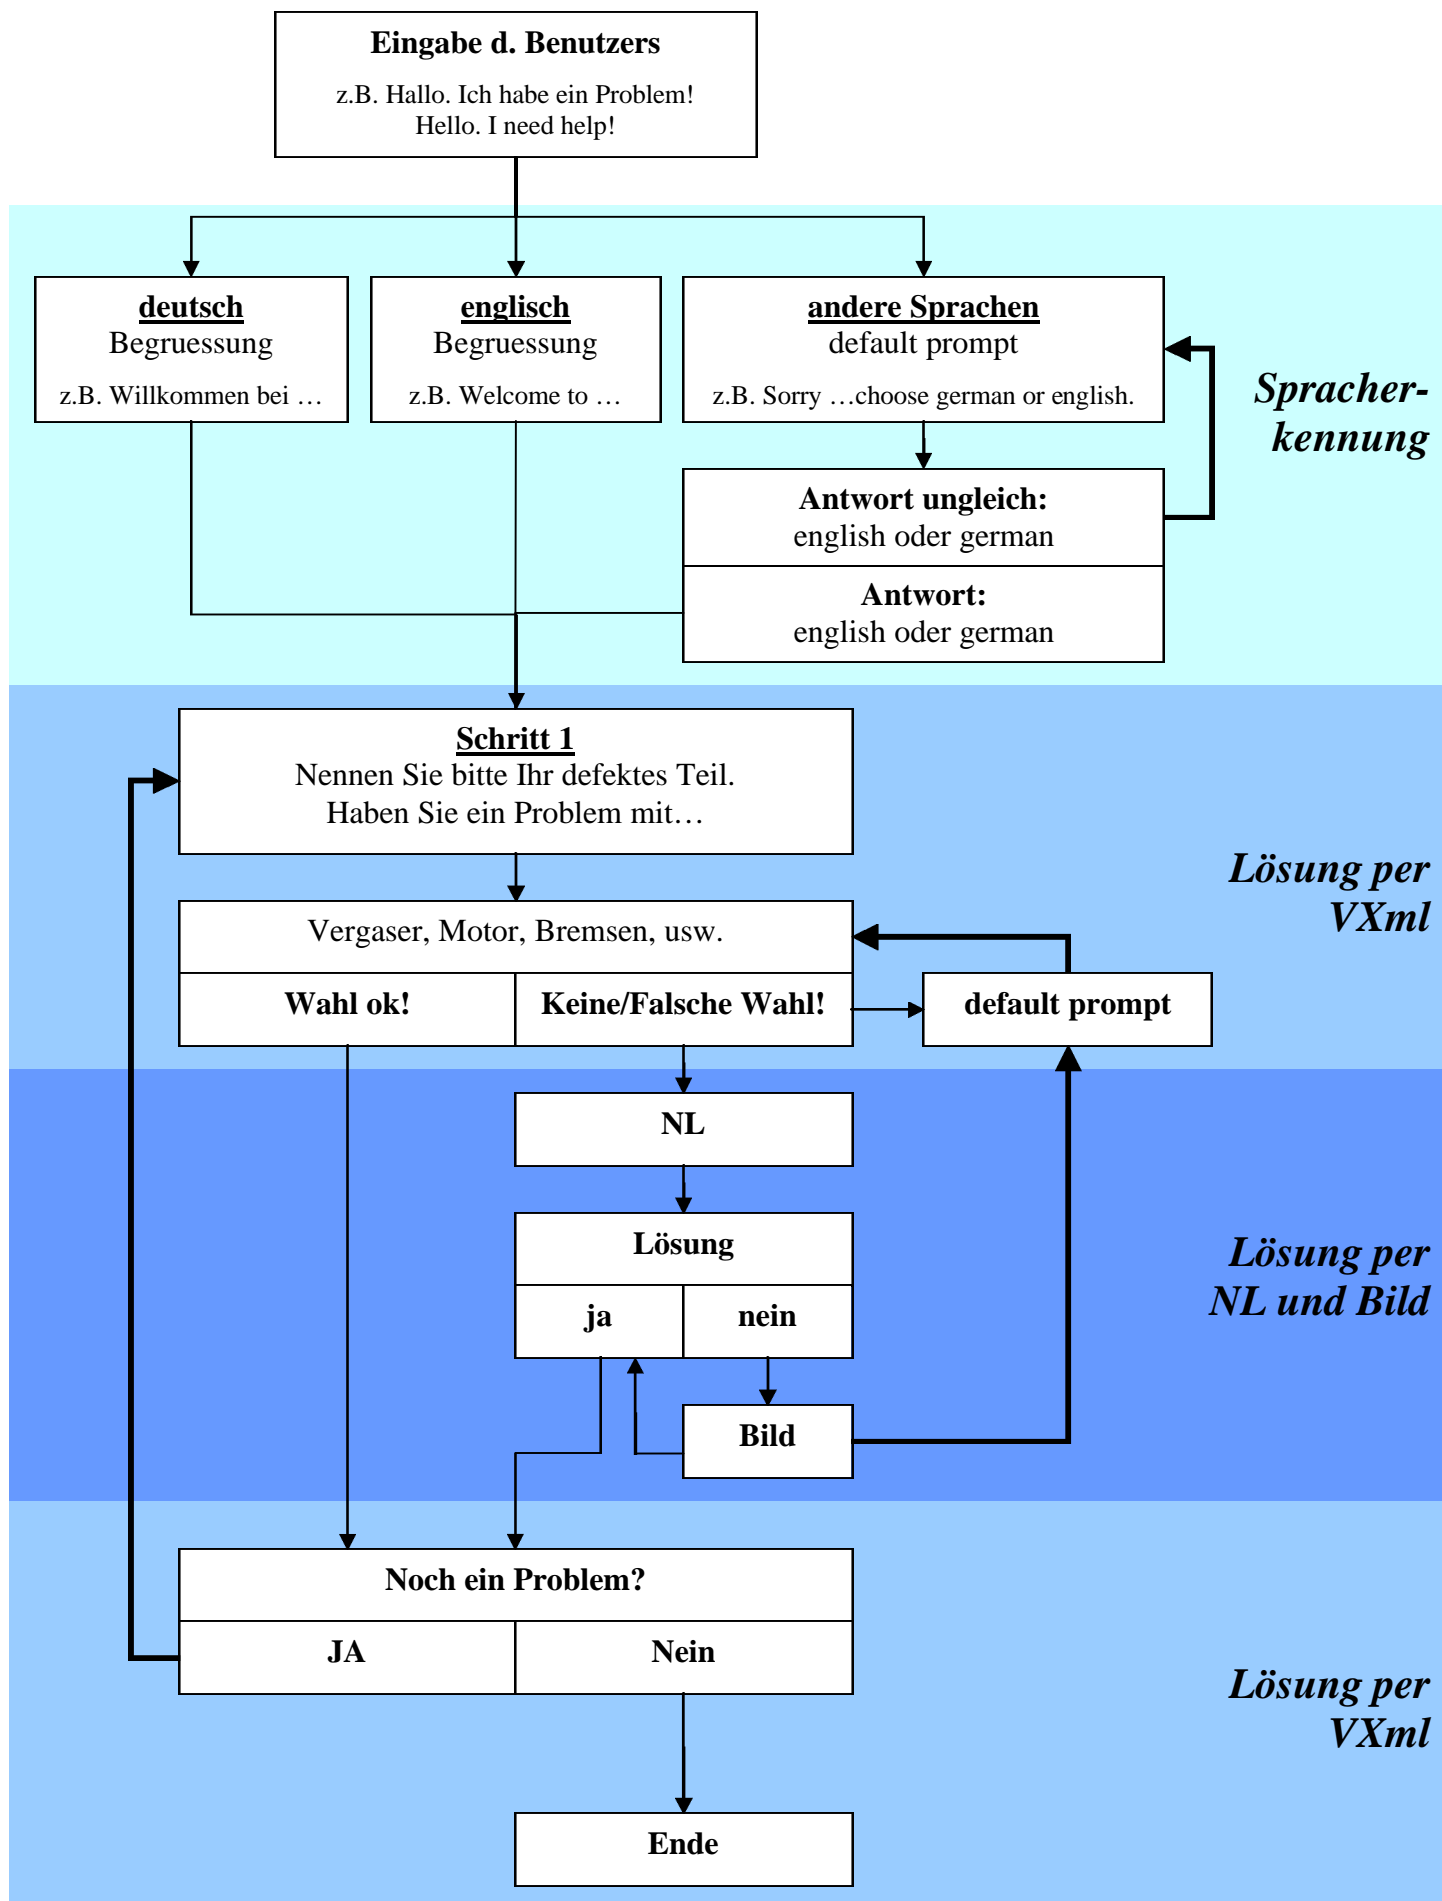 Eingabe d. Benutzers
z.B. Hallo. Ich habe ein Problem!
Hello. I need help!
deutsch
Begruessung
z.B. Willkommen bei …
englisch
Begruessung
z.B. Welcome to …
andere Sprachen
default prompt
z.B. Sorry …choose german or english.
Spracher-
kennung
Antwort ungleich:
english oder german
Antwort:
english oder german
Schritt 1
Nennen Sie bitte Ihr defektes Teil.
Haben Sie ein Problem mit…
Lösung per
VXml
Vergaser, Motor, Bremsen, usw.
Wahl ok!
Keine/Falsche Wahl!
default prompt
NL
Lösung
ja
nein
Lösung per
NL und Bild
Bild
Noch ein Problem?
JA
Nein
Lösung per
VXml
Ende